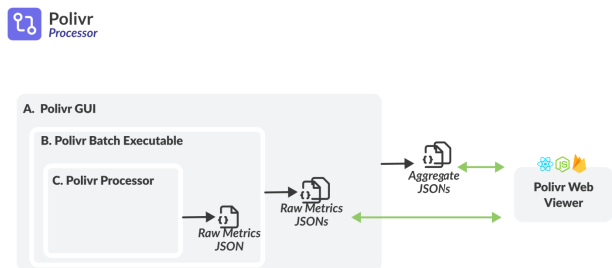 Polivr
Processor
A. Polivr GUI
B. Polivr Batch Executable
C. Polivr Processor
{}
Raw Metrics
JSON
{}
Raw Metrics
JSONs
{}
Aggregate
JSONs
JS
Polivr Web
Viewer